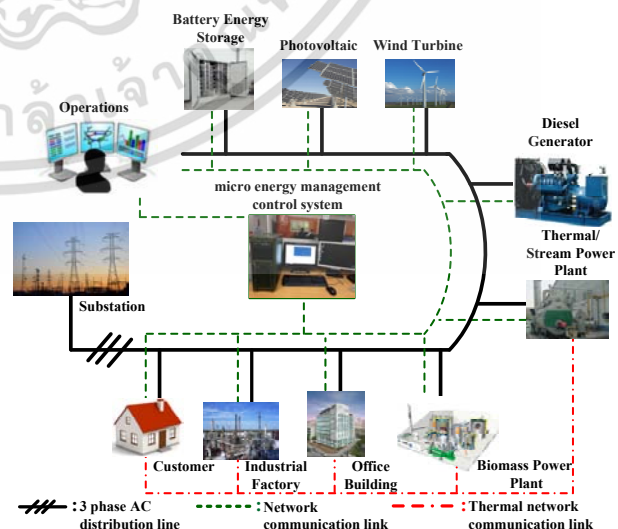 Battery Energy
Storage
Photovoltaic
Wind Turbine
Operations
Diesel
Generator
micro energy management
control system
Thermal/
Stream Power
Plant
Substation
Customer
Industrial
Factory
Office
Building
Biomass Power
Plant
: 3 phase AC
distribution line
: Network
communication link
: Thermal network
communication link